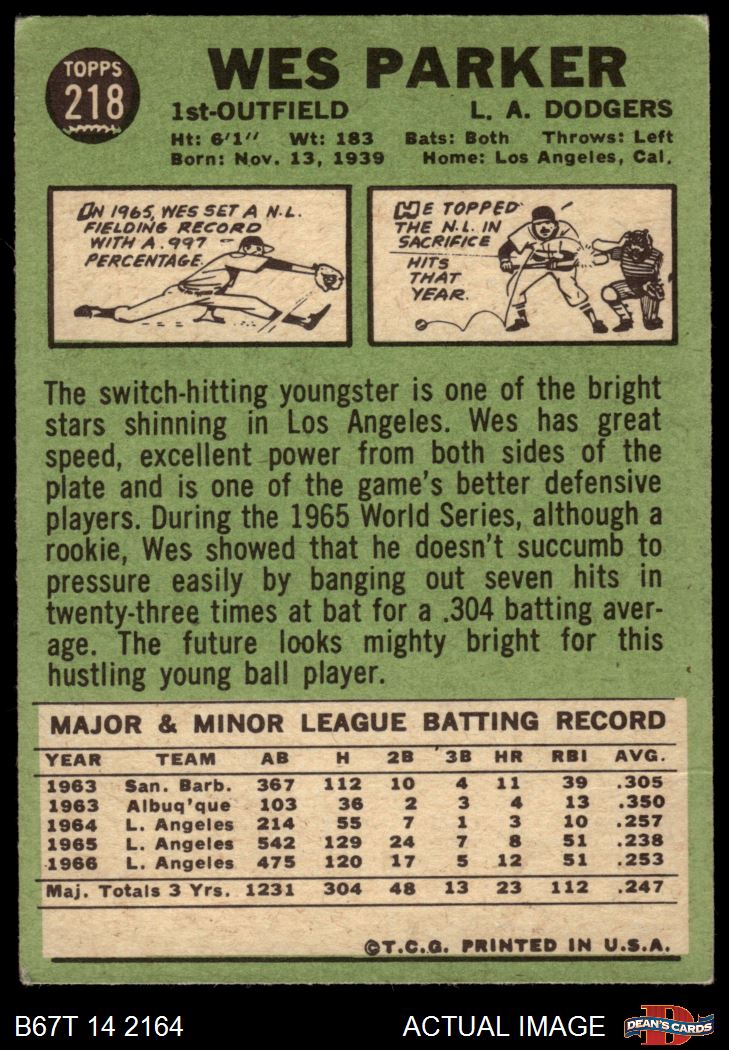 TOPPS
218
WES PARKER
1st-OUTFIELD L. A. DODGERS
Ht: 6'1" Wt: 183 Bats: Both Throws: Left
Born: Nov. 13, 1939 Home: Los Angeles, Cal.
IN 1965, WES SET A N.L.
FIELDING RECORD
WITH A .997
PERCENTAGE.
HE TOPPED
THE N.L. IN
SACRIFICE
HITS
THAT
YEAR.
The switch-hitting youngster is one of the bright
stars shinning in Los Angeles. Wes has great
speed, excellent power from both sides of the
plate and is one of the game's better defensive
players. During the 1965 World Series, although a
rookie, Wes showed that he doesn't succumb to
pressure easily by banging out seven hits in
twenty-three times at bat for a .304 batting aver-
age. The future looks mighty bright for this
hustling young ball player.
MAJOR & MINOR LEAGUE BATTING RECORD
YEAR TEAM AB H 2B 3B HR RBI AVG.
1963 San. Barb. 367 112 10 4 11 39 .305
1963 Albuq'que 103 36 2 3 4 13 .350
1964 L. Angeles 214 55 7 1 3 10 .257
1965 L. Angeles 542 129 24 7 8 51 .238
1966 L. Angeles 475 120 17 5 12 51 .253
Maj. Totals 3 Yrs. 1231 304 48 13 23 112 .247
©T.C.G. PRINTED IN U.S.A.
B67T 14 2164 ACTUAL IMAGE
D
DEAN'S CARDS